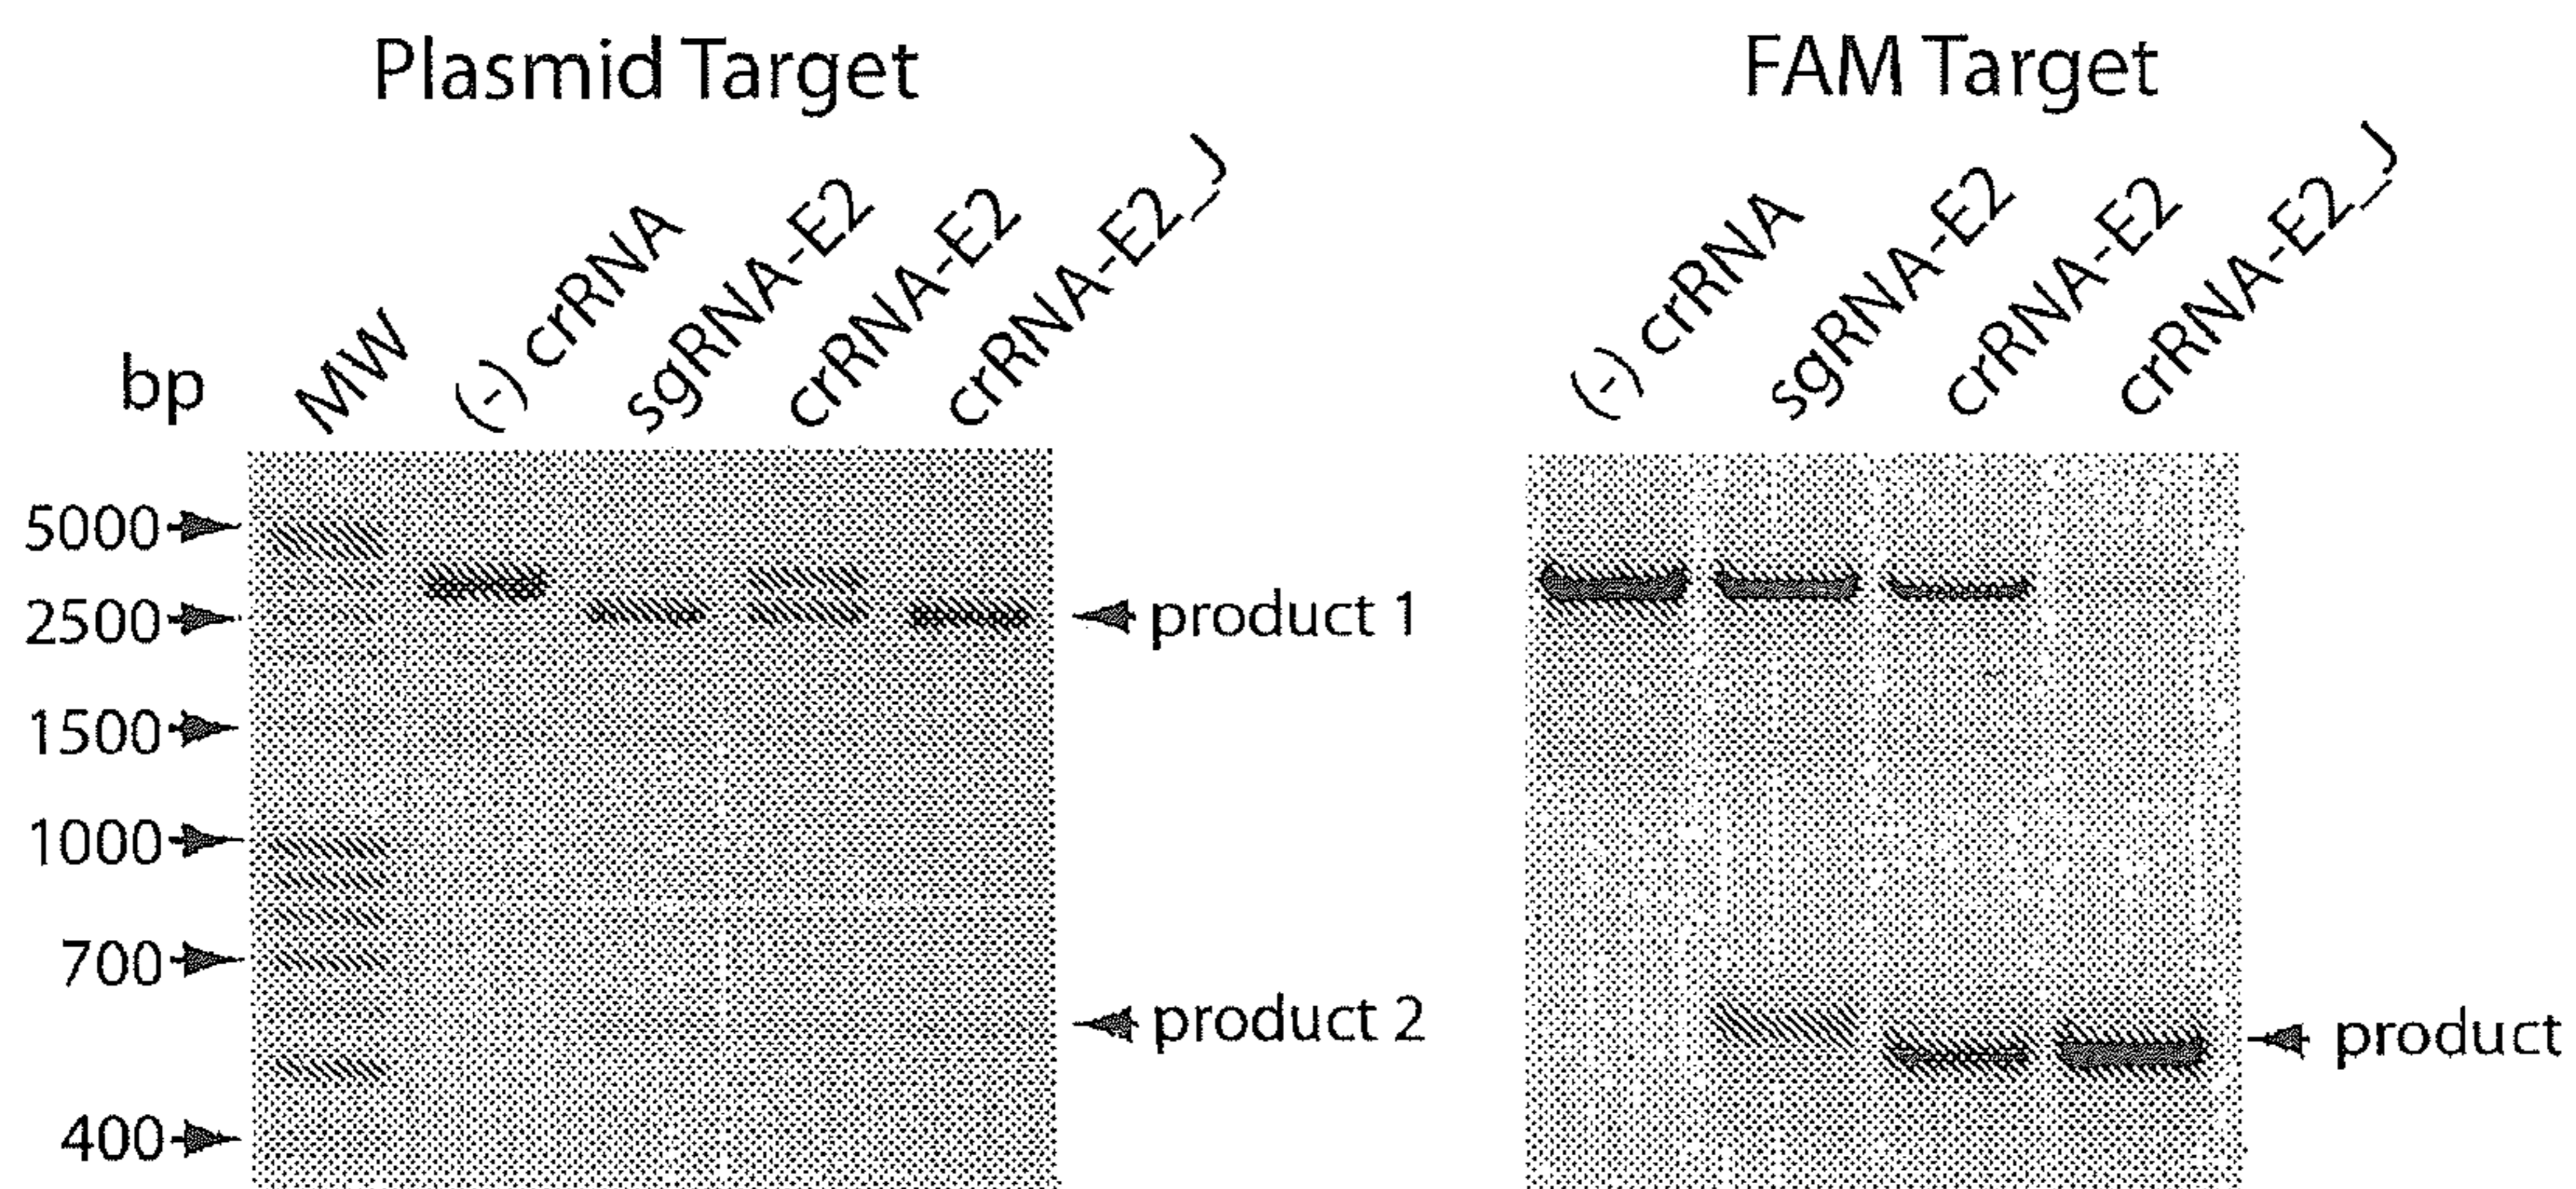 Plasmid Target
FAM Target
bp
MW
(-) crRNA
sgRNA-E2
crRNA-E2
crRNA-E2_J
(-) crRNA
sgRNA-E2
crRNA-E2
crRNA-E2_J
5000
2500
1500
1000
700
400
product 1
product 2
product